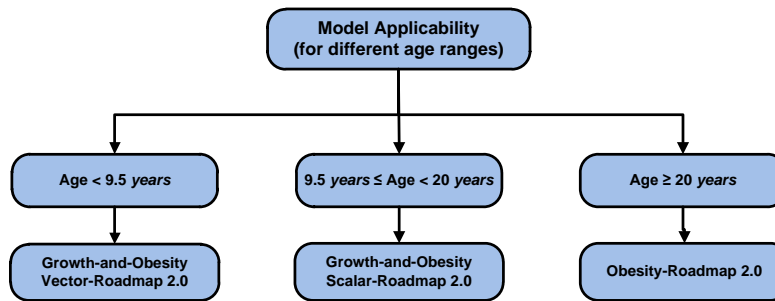 Model Applicability
(for different age ranges)
Age < 9.5 years
9.5 years ≤ Age < 20 years
Age ≥ 20 years
Growth-and-Obesity
Vector-Roadmap 2.0
Growth-and-Obesity
Scalar-Roadmap 2.0
Obesity-Roadmap 2.0